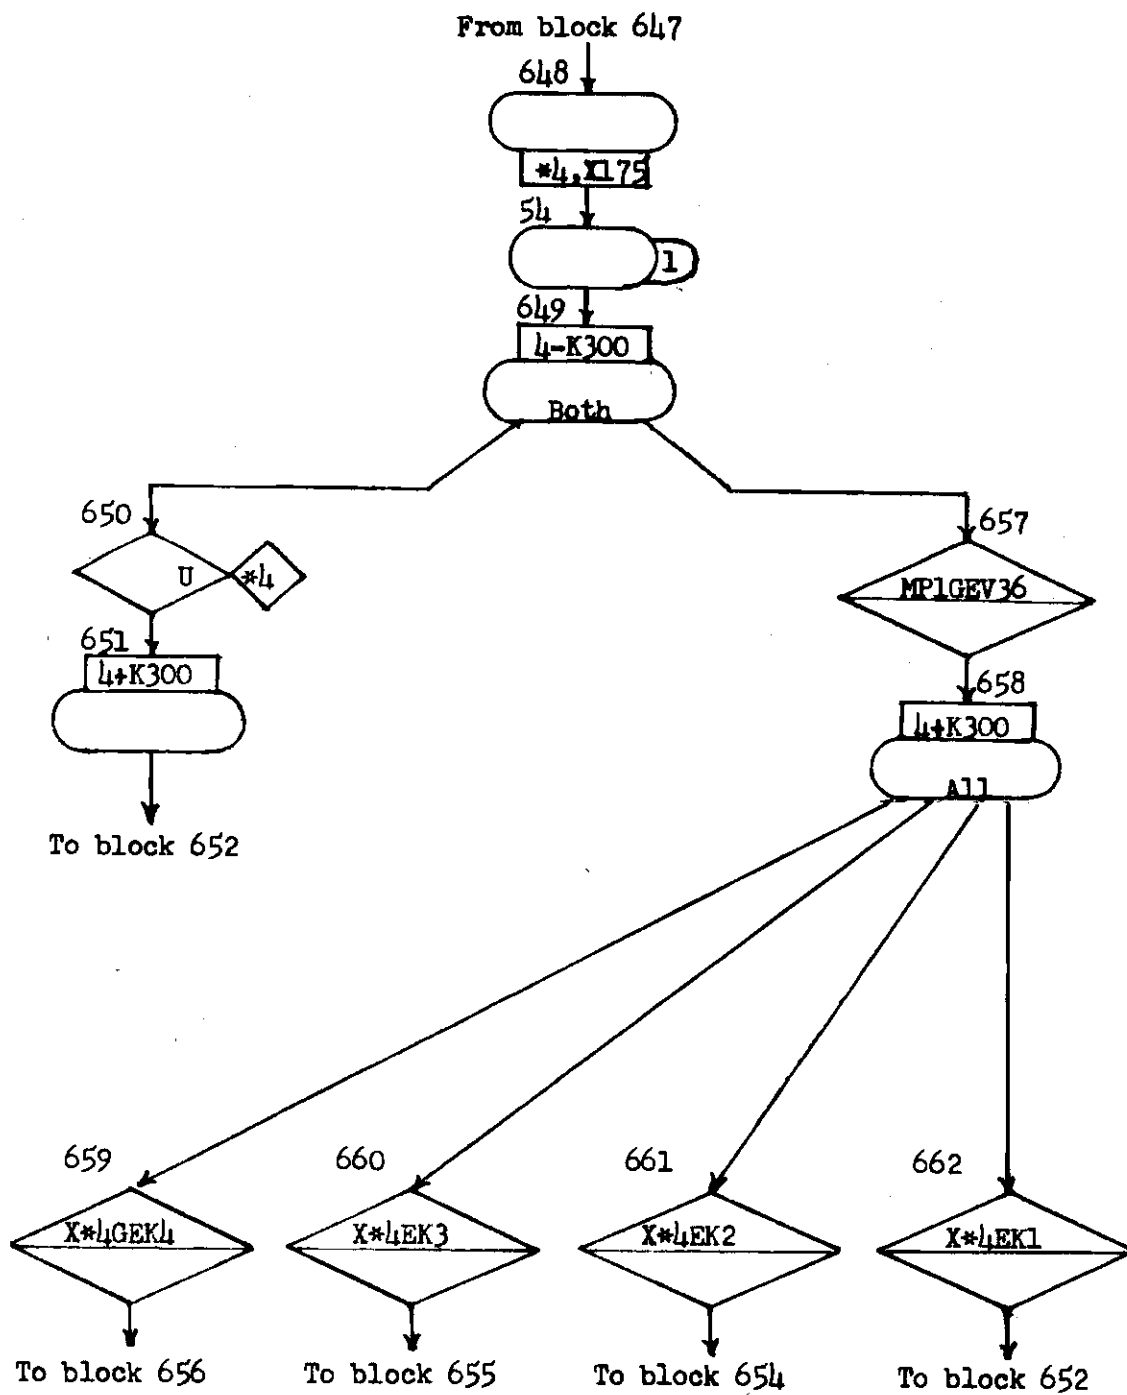 From block 647
648
*4,X175
54
1
649
4-K300
Both
650
U
*4
651
4+K300
To block 652
657
MP1GEV36
658
4+K300
All
659
660
661
662
X*4GEK4
X*4EK3
X*4EK2
X*4EK1
To block 656
To block 655
To block 654
To block 652